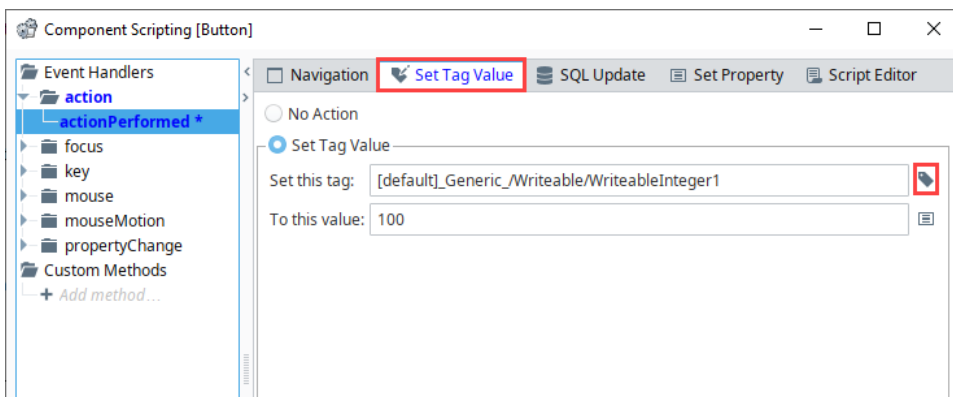 Component Scripting [Button]
Event Handlers
action
actionPerformed *
focus
key
mouse
mouseMotion
propertyChange
Custom Methods
Add method...
Navigation Set Tag Value SQL Update Set Property Script Editor
No Action
Set Tag Value
Set this tag: [default]_Generic_/Writeable/WriteableInteger1
To this value: 100